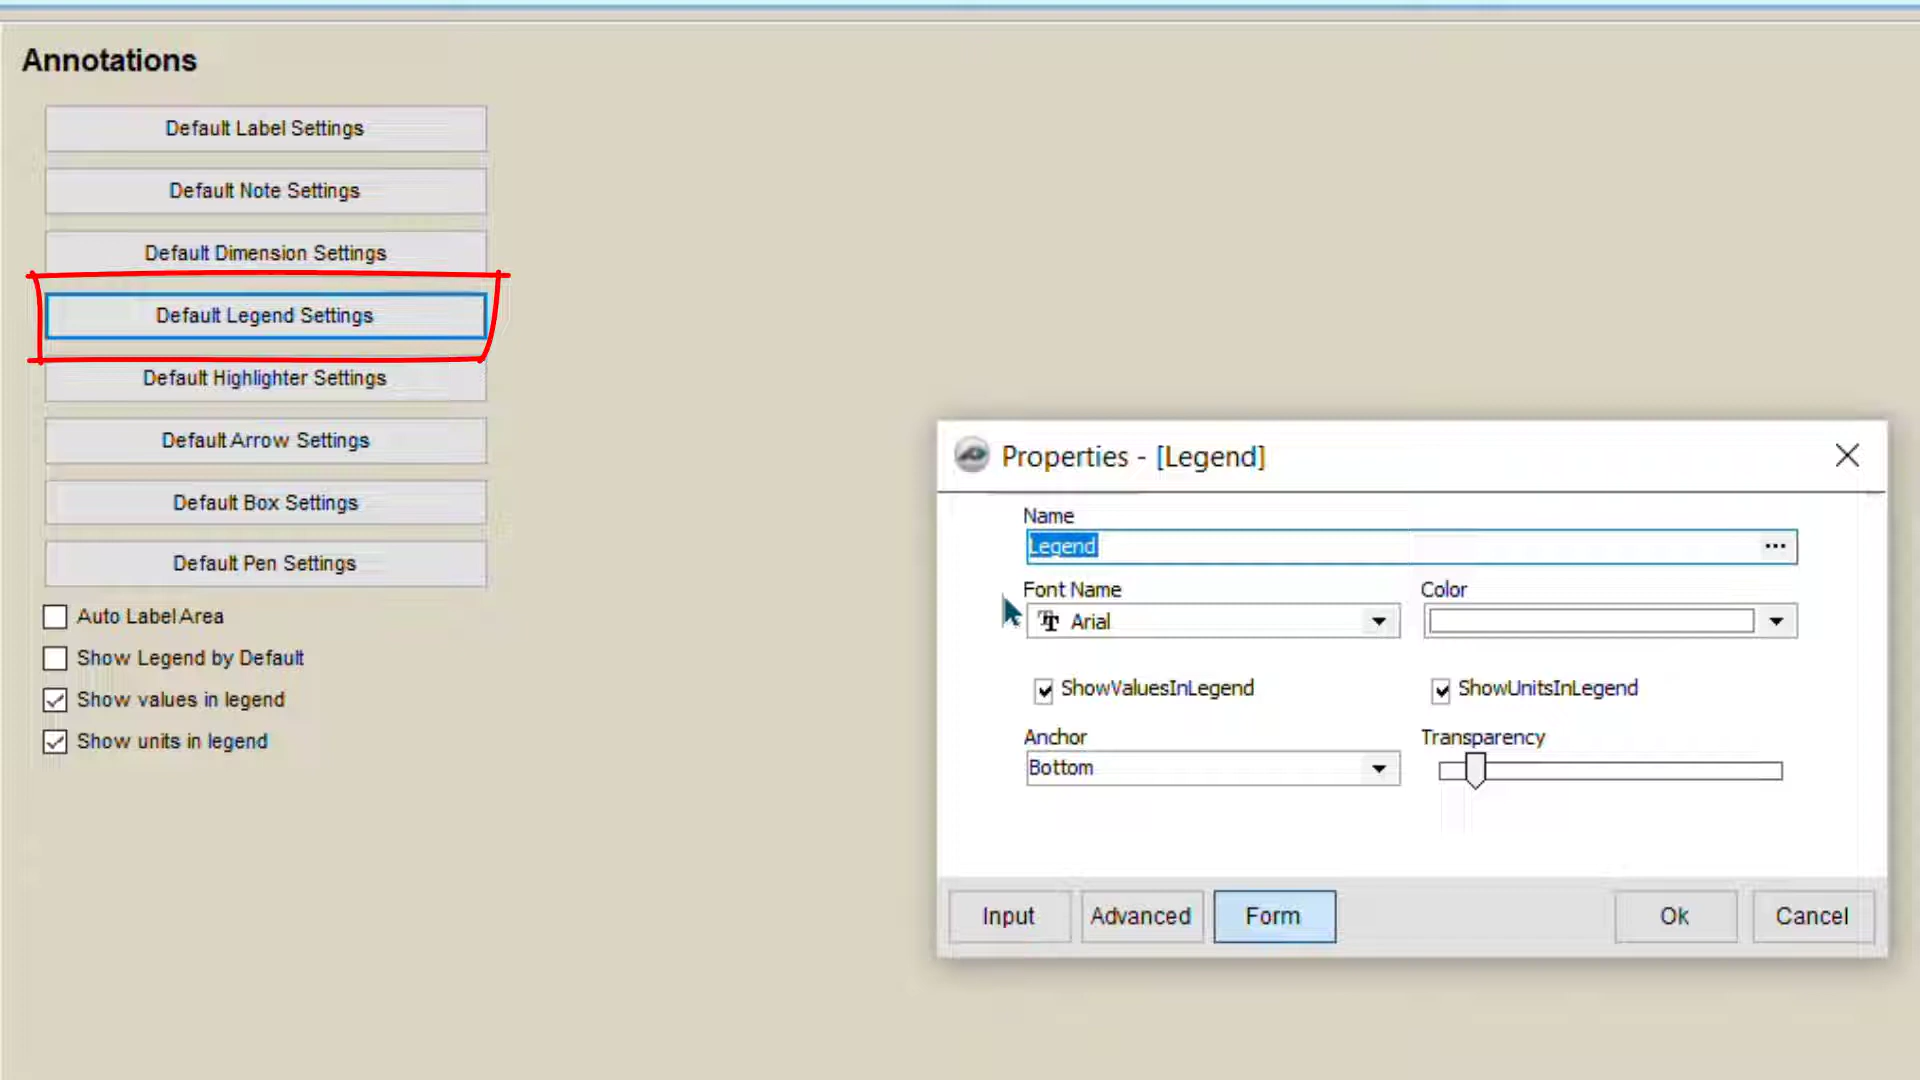 Annotations
Default Label Settings
Default Note Settings
Default Dimension Settings
Default Legend Settings
Default Highlighter Settings
Default Arrow Settings
Default Box Settings
Default Pen Settings
Auto Label Area
Show Legend by Default
Show values in legend
Show units in legend
Properties - [Legend]
Name
Legend
...
Font Name
Color
Arial
ShowValuesInLegend
ShowUnitsInLegend
Anchor
Transparency
Bottom
Input
Advanced
Form
Ok
Cancel